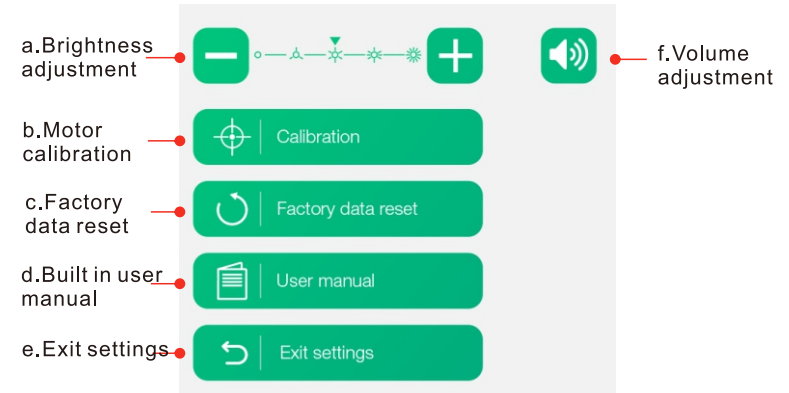 a.Brightness
adjustment
f.Volume
adjustment
b.Motor
calibration
Calibration
c.Factory
data reset
Factory data reset
d.Built in user
manual
User manual
e.Exit settings
Exit settings